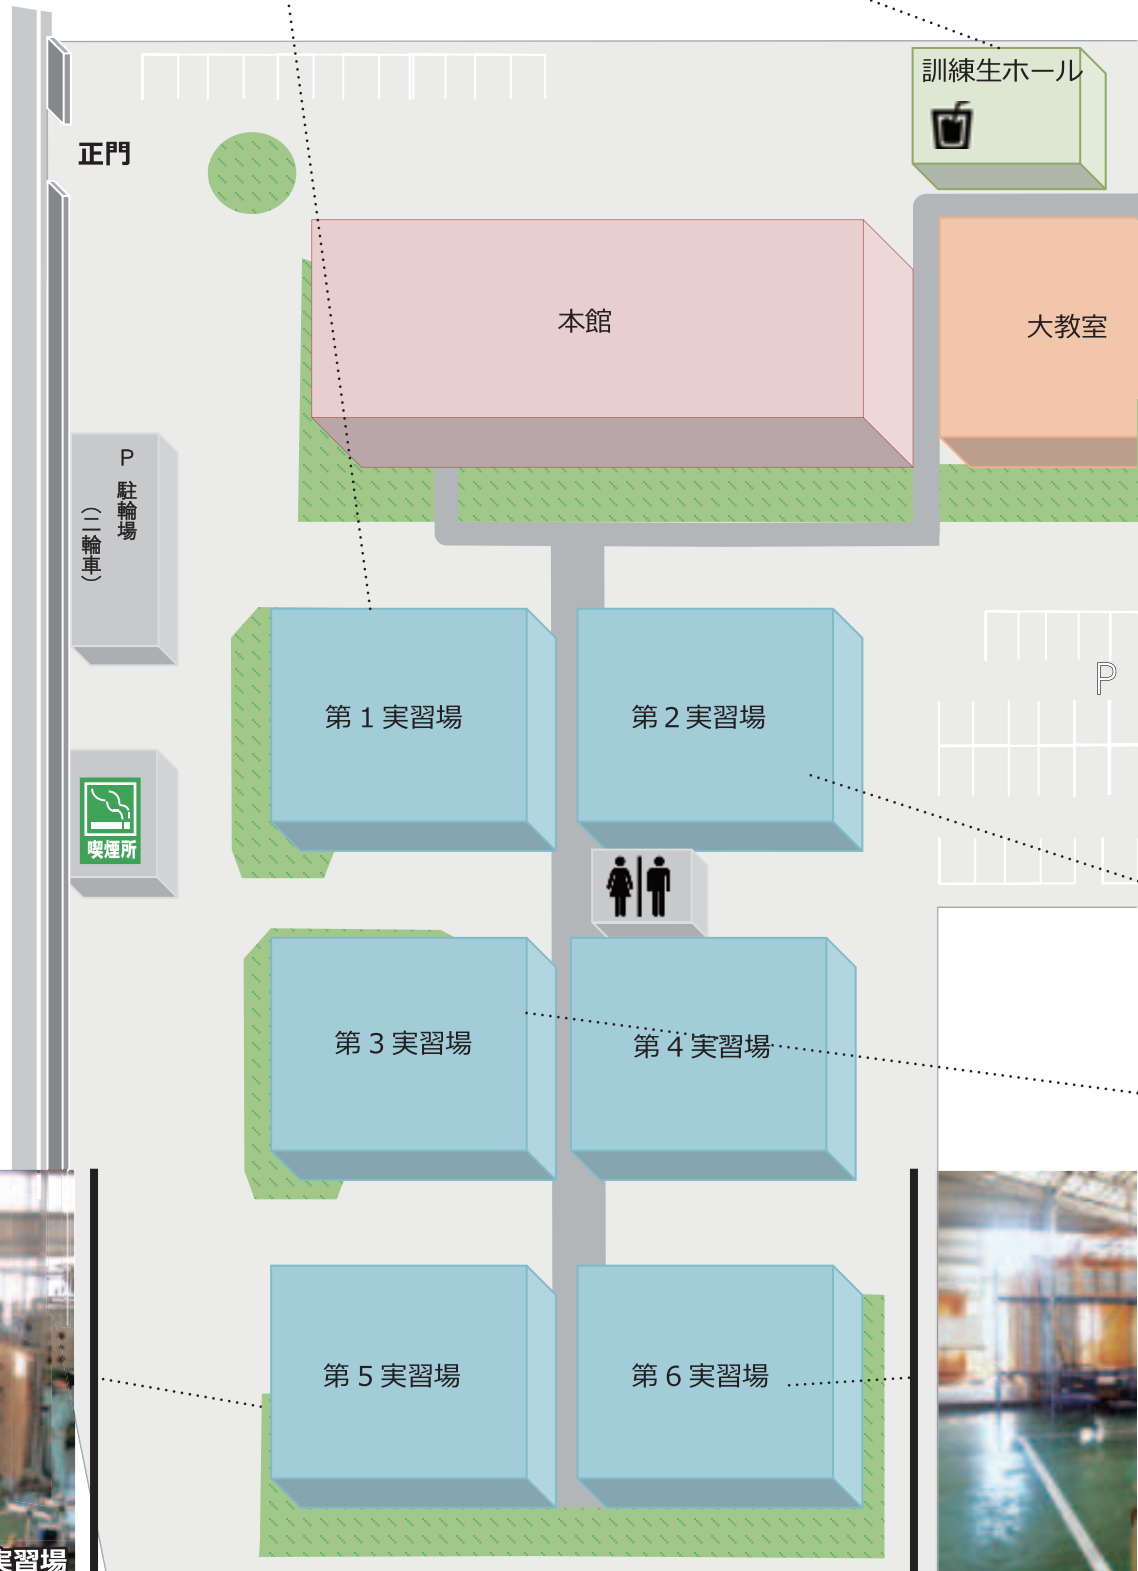 訓練生ホール
正門
本館
大教室
P
駐輪場
（二輪車）
第1実習場
第2実習場
P
喫煙所
第3実習場
第4実習場
第5実習場
第6実習場
実習場